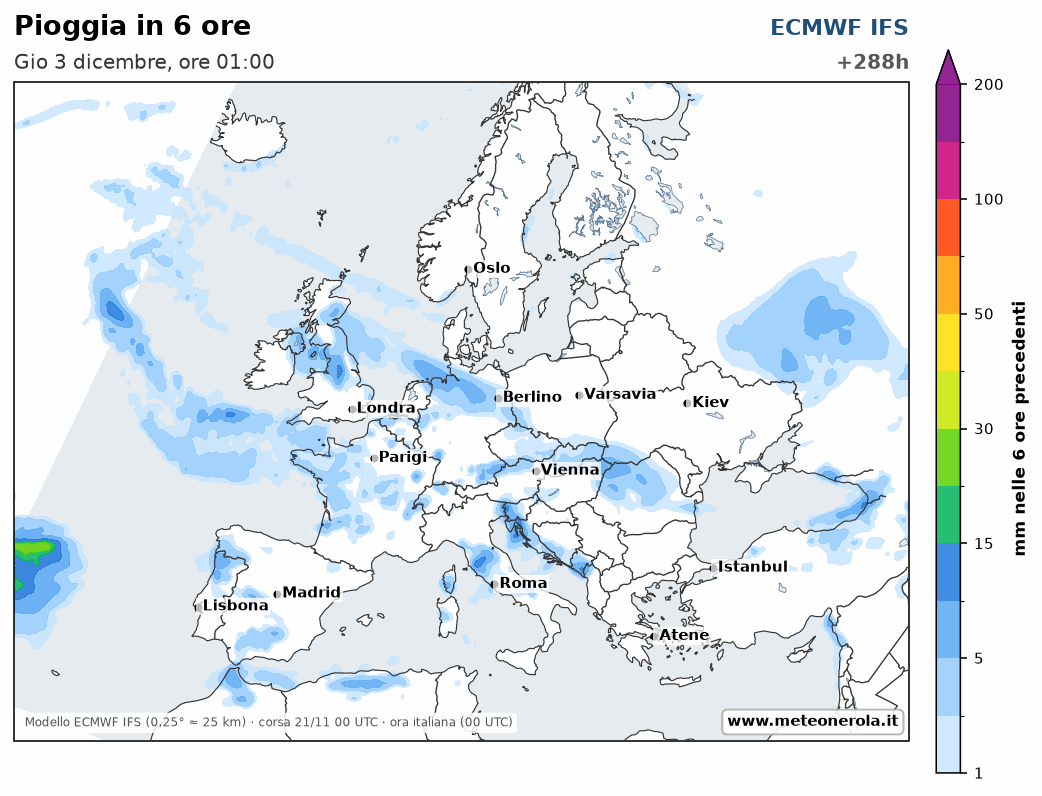 Pioggia in 6 ore
ECMWF IFS
Gio 3 dicembre, ore 01:00
+288h
200
100
50
30
15
5
1
mm nelle 6 ore precedenti
Oslo
Londra
Berlino
Varsavia
Kiev
Parigi
Vienna
Istanbul
Roma
Madrid
Lisbona
Atene
Modello ECMWF IFS (0,25° ≈ 25 km) · corsa 21/11 00 UTC · ora italiana (00 UTC)
www.meteonerola.it